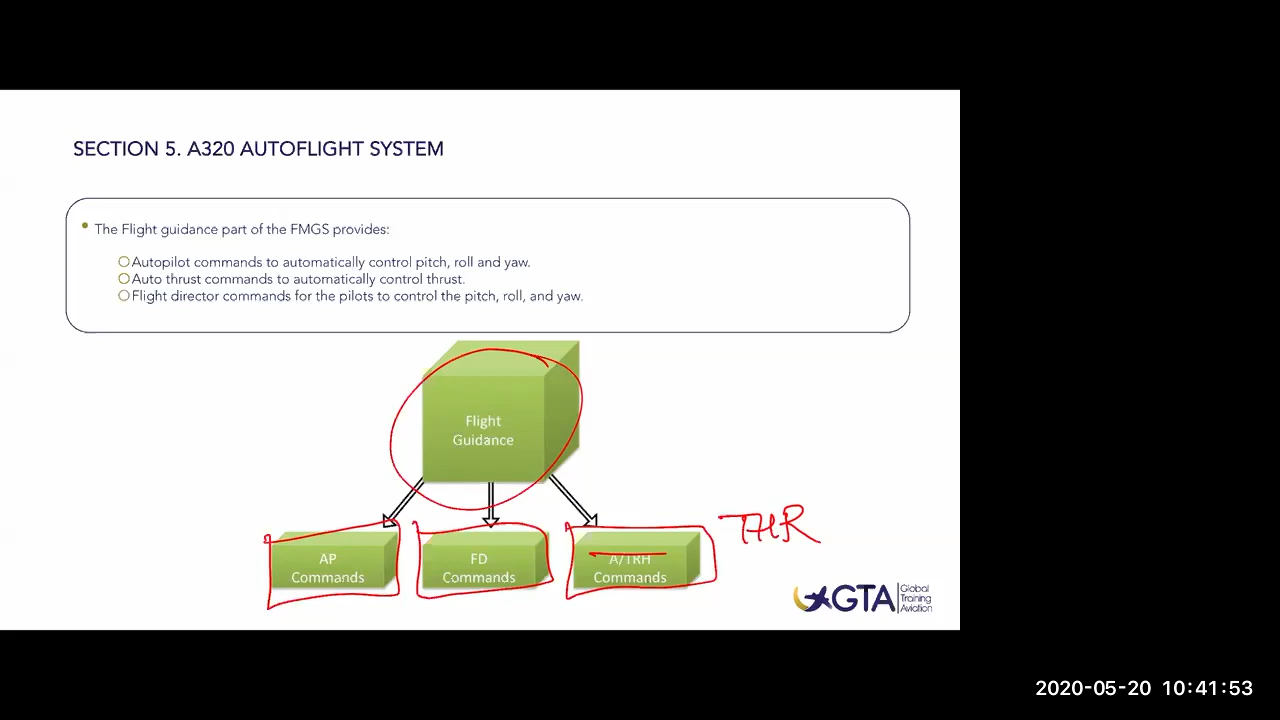 SECTION 5. A320 AUTOFLIGHT SYSTEM
The Flight guidance part of the FMGS provides:
Autopilot commands to automatically control pitch, roll and yaw.
Auto thrust commands to automatically control thrust.
Flight director commands for the pilots to control the pitch, roll, and yaw.
Flight
Guidance
THR
AP
Commands
FD
Commands
A/TRH
Commands
GTA
Global
Training
Aviation
2020-05-20 10:41:53